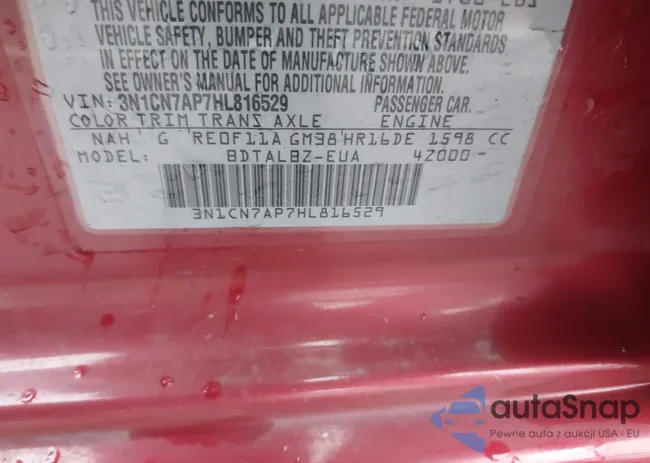 THIS VEHICLE CONFORMS TO ALL APPLICABLE FEDERAL MOTOR
VEHICLE SAFETY, BUMPER AND THEFT PREVENTION STANDARDS
IN EFFECT ON THE DATE OF MANUFACTURE SHOWN ABOVE.
SEE OWNER'S MANUAL FOR ADDITIONAL INFORMATION.
VIN: 3N1CN7AP7HL816529 PASSENGER CAR.
COLOR TRIM TRANS AXLE ENGINE
NAH G RE0F11A GM38 HR16DE 1598 CC
BDTALBZ-EUA 4Z000-
3N1CN7AP7HL816529
autaSnap
Pewne auta z aukcji USA i EU